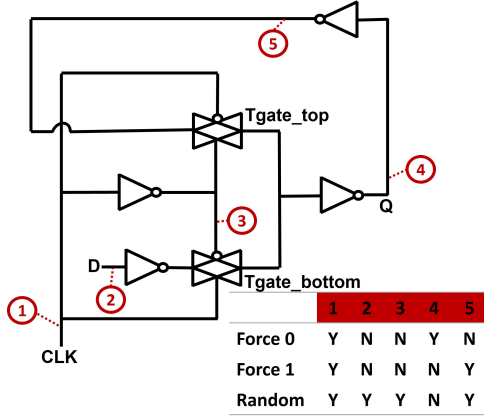 5
Tgate_top
4
Q
3
D
2
Tgate_bottom
1
CLK
1 2 3 4 5
Force 0 Y N N Y N
Force 1 Y N N N Y
Random Y Y Y N Y